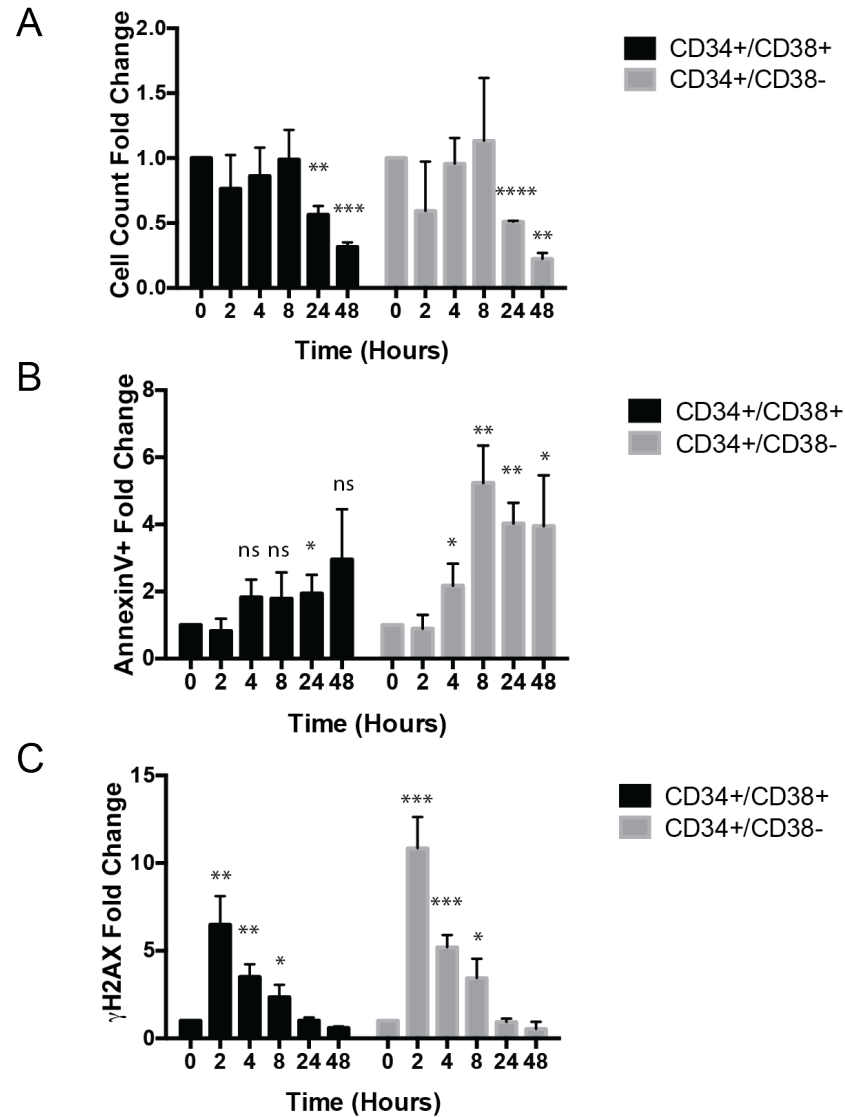 A
Cell Count Fold Change
2.0
1.5
1.0
0.5
0.0
** *** **** **
0 2 4 8 24 48 0 2 4 8 24 48
Time (Hours)
CD34+/CD38+
CD34+/CD38-
B
AnnexinV+ Fold Change
8
6
4
2
0
ns ns * ns * ** ** *
0 2 4 8 24 48 0 2 4 8 24 48
Time (Hours)
CD34+/CD38+
CD34+/CD38-
C
γH2AX Fold Change
15
10
5
0
** ** * *** *** *
0 2 4 8 24 48 0 2 4 8 24 48
Time (Hours)
CD34+/CD38+
CD34+/CD38-